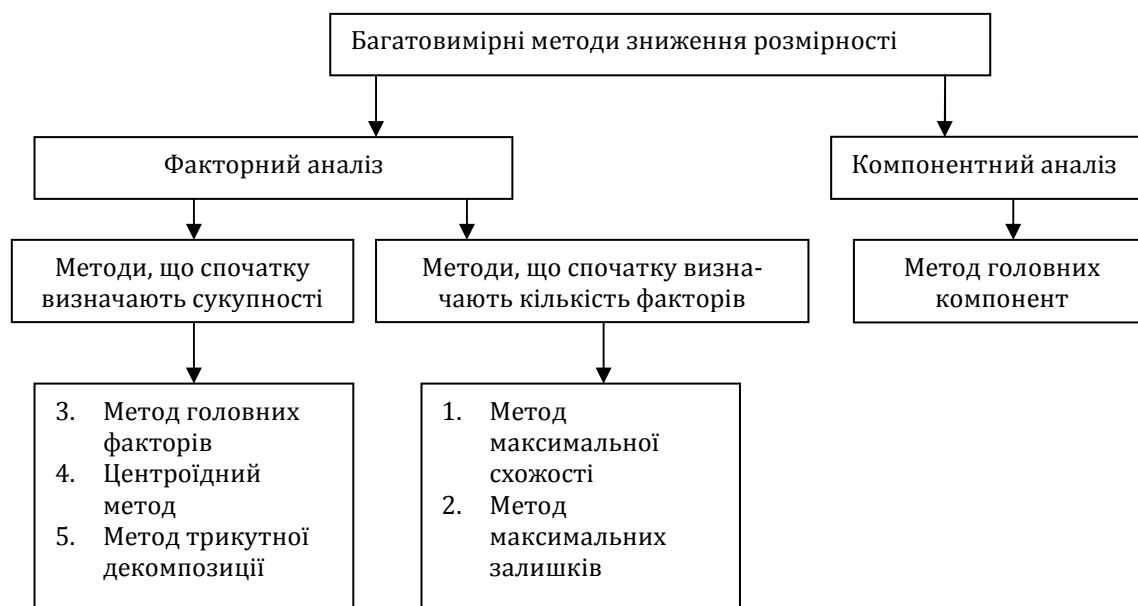 Багатовимірні методи зниження розмірності
Факторний аналіз
Компонентний аналіз
Методи, що спочатку
визначають сукупності
Методи, що спочатку визна-
чають кількість факторів
Метод головних
компонент
3. Метод головних
факторів
4. Центроїдний
метод
5. Метод трикутної
декомпозиції
1. Метод
максимальної
схожості
2. Метод
максимальних
залишків